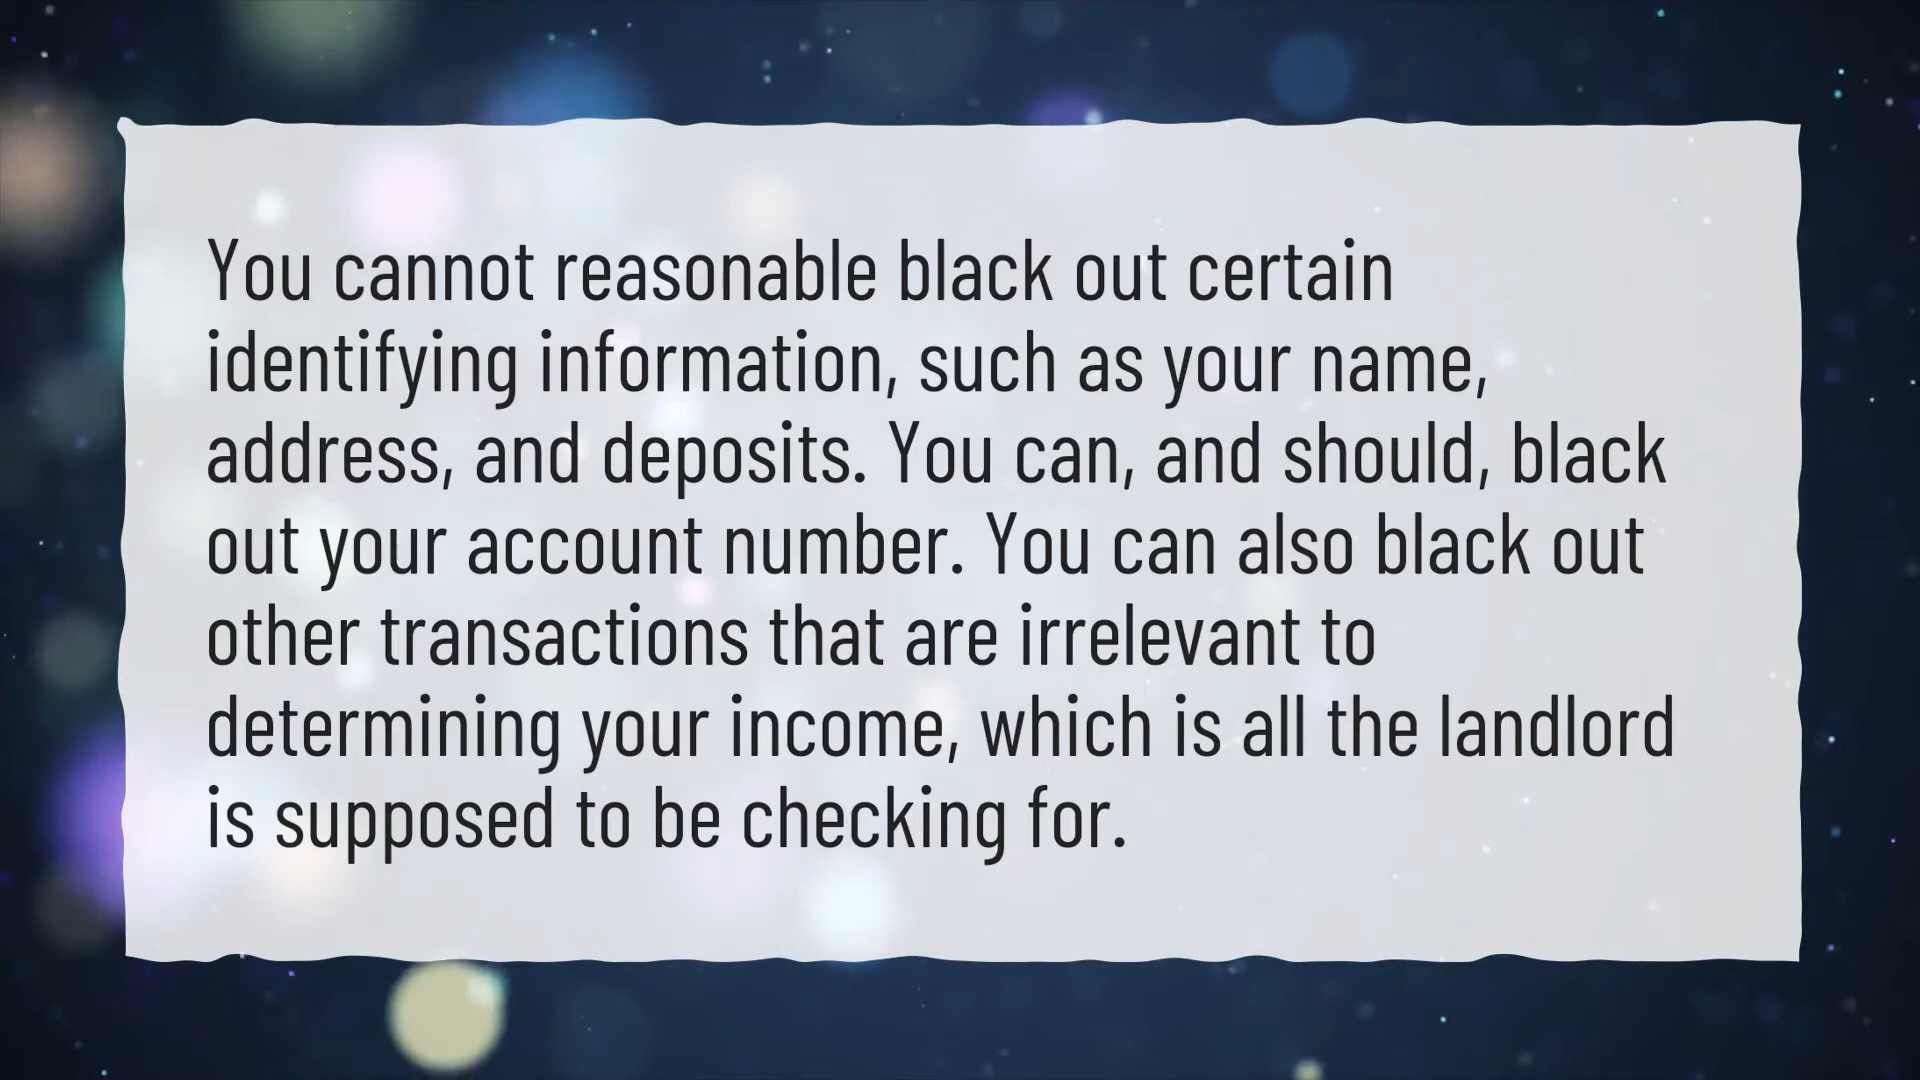 You cannot reasonable black out certain
identifying information, such as your name,
address, and deposits. You can, and should, black
out your account number. You can also black out
other transactions that are irrelevant to
determining your income, which is all the landlord
is supposed to be checking for.